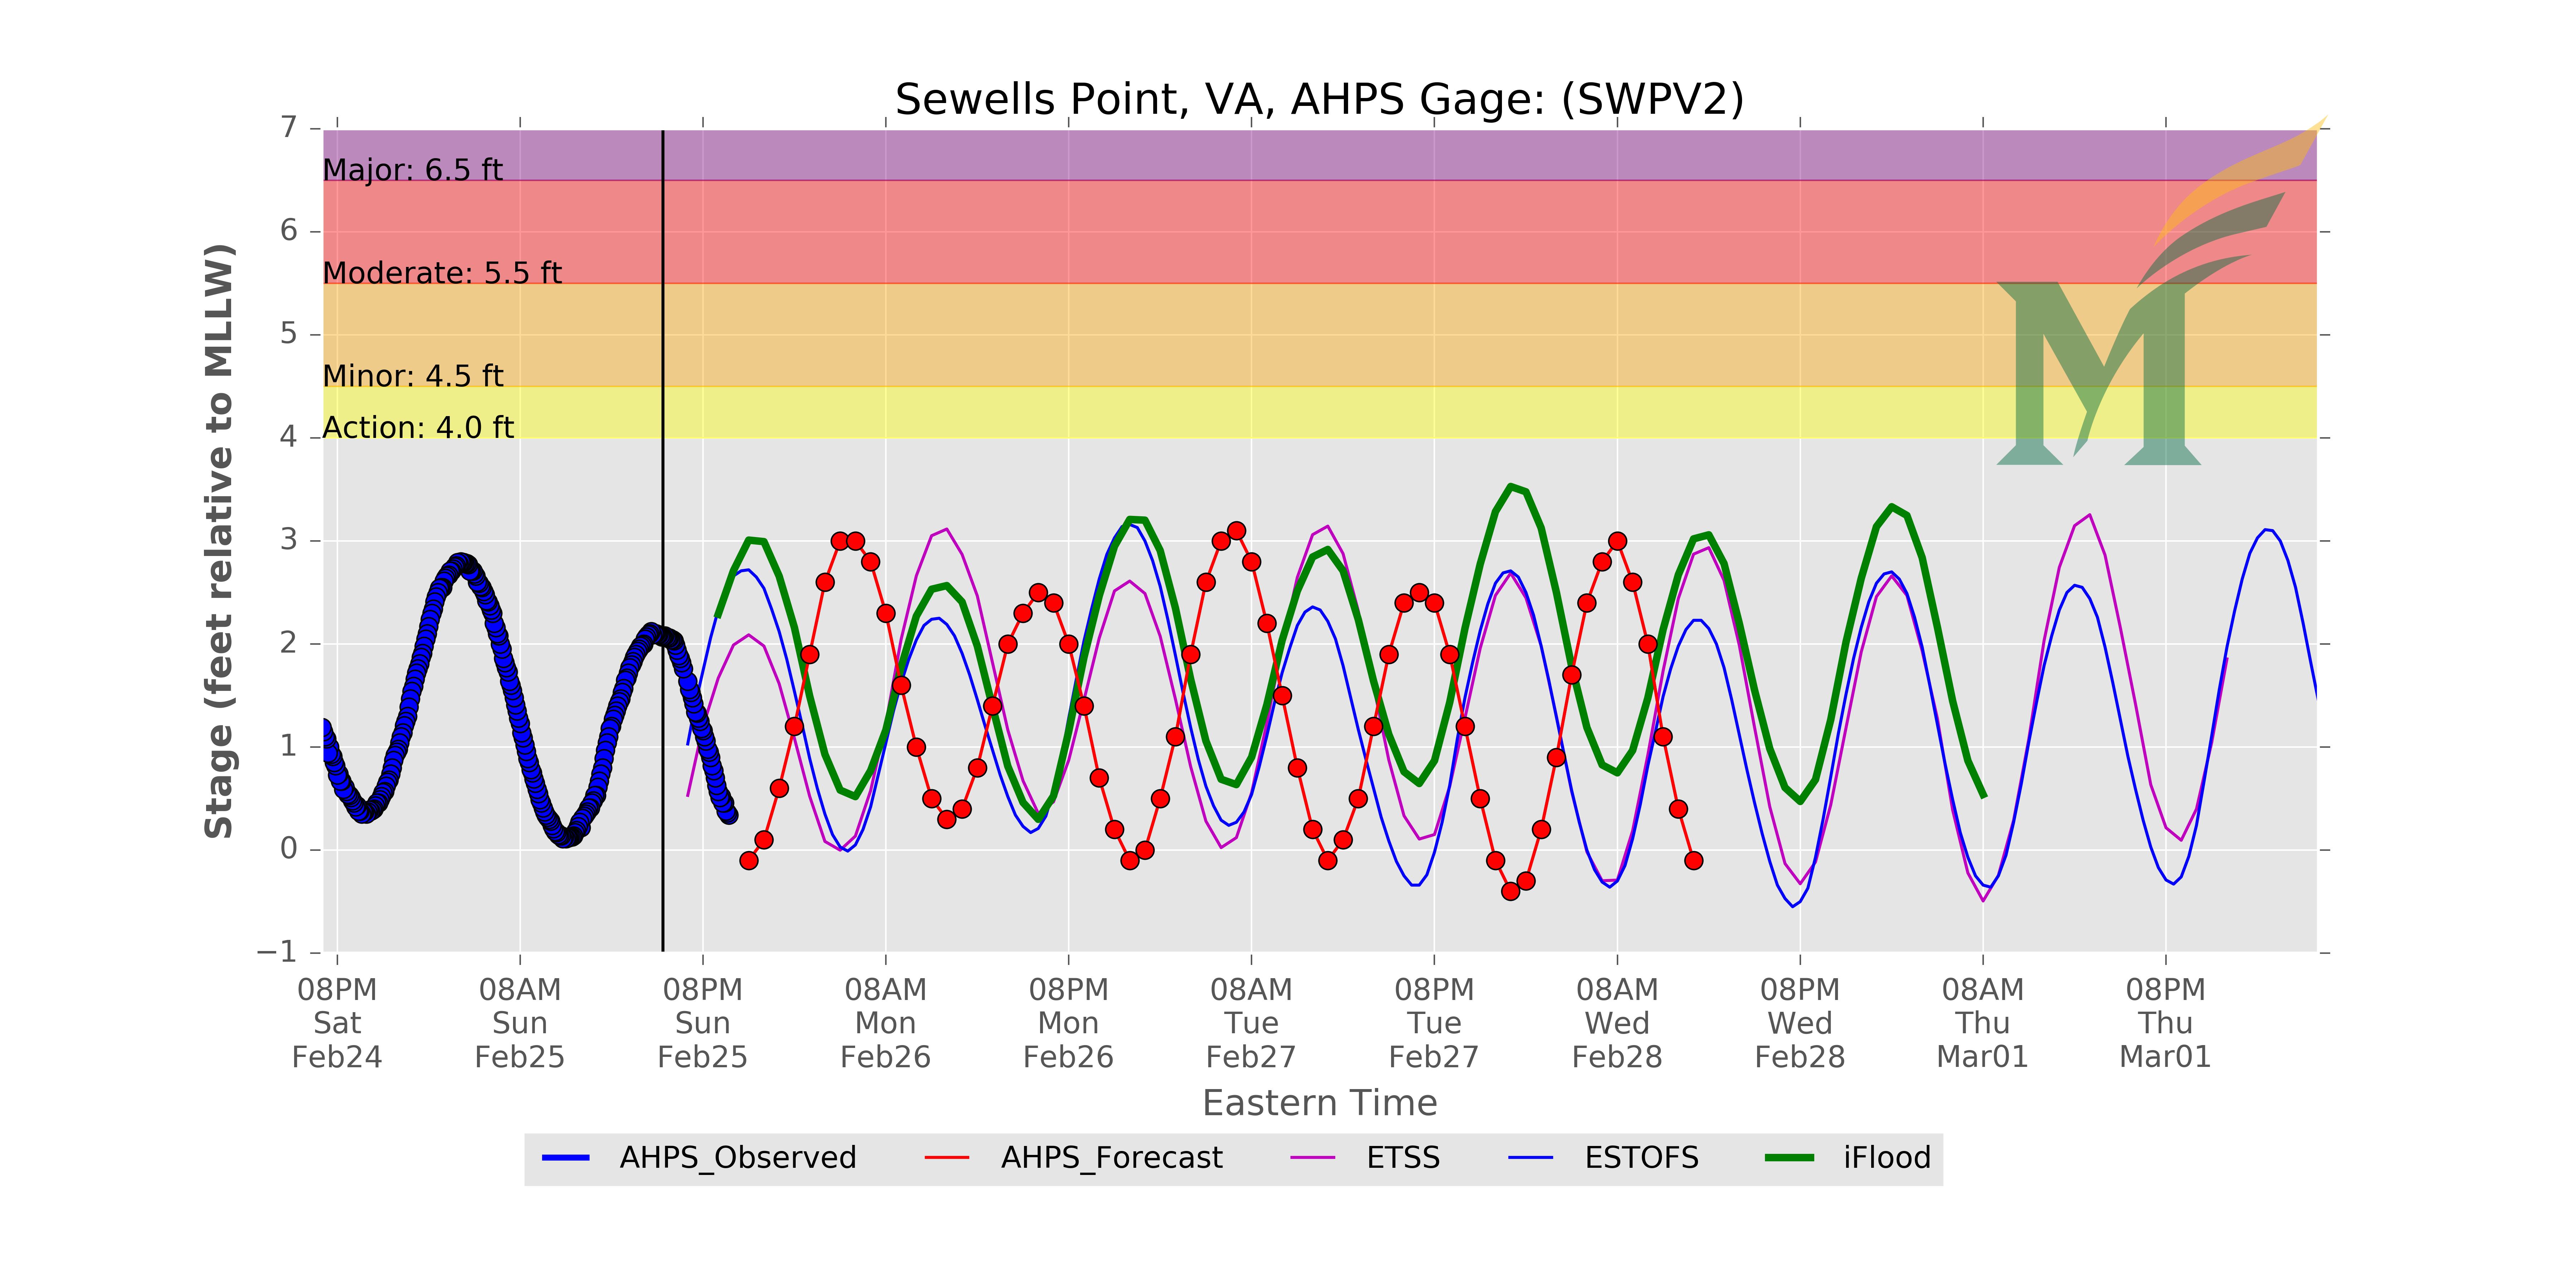 Sewells Point, VA, AHPS Gage: (SWPV2)
Stage (feet relative to MLLW)
7
6
5
4
3
2
1
0
−1
Major: 6.5 ft
Moderate: 5.5 ft
Minor: 4.5 ft
Action: 4.0 ft
M
08PM 08AM 08PM 08AM 08PM 08AM 08PM 08AM 08PM 08AM 08PM
Sat Sun Sun Mon Mon Tue Tue Wed Wed Thu Thu
Feb24 Feb25 Feb25 Feb26 Feb26 Feb27 Feb27 Feb28 Feb28 Mar01 Mar01
Eastern Time
AHPS_Observed AHPS_Forecast ETSS ESTOFS iFlood